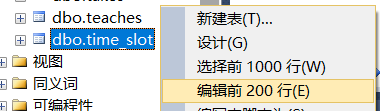 dbo.teaches
dbo.time_slot
视图
同义词
可编程性
新建表(T)...
设计(G)
选择前 1000 行(W)
编辑前 200 行(E)